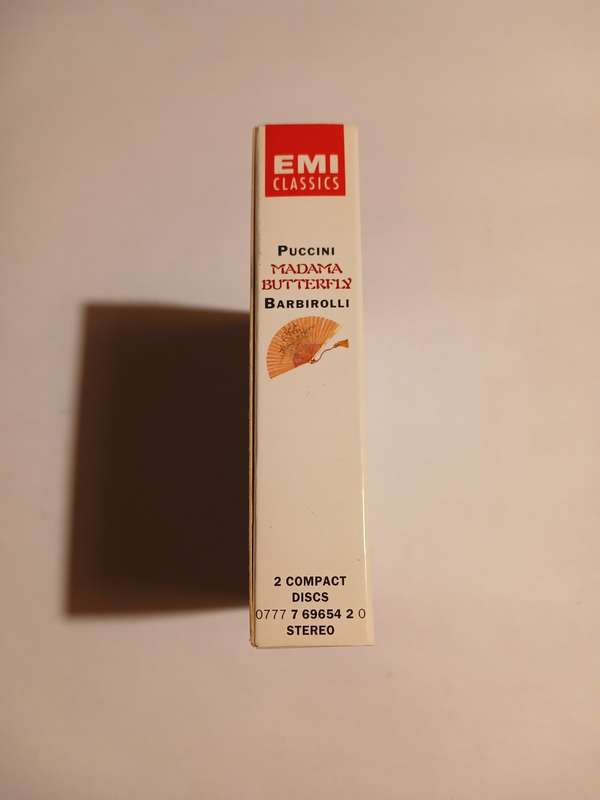 EMI
CLASSICS
PUCCINI
MADAMA
BUTTERFLY
BARBIROLLI
2 COMPACT
DISCS
0777 7 69654 2 0
STEREO